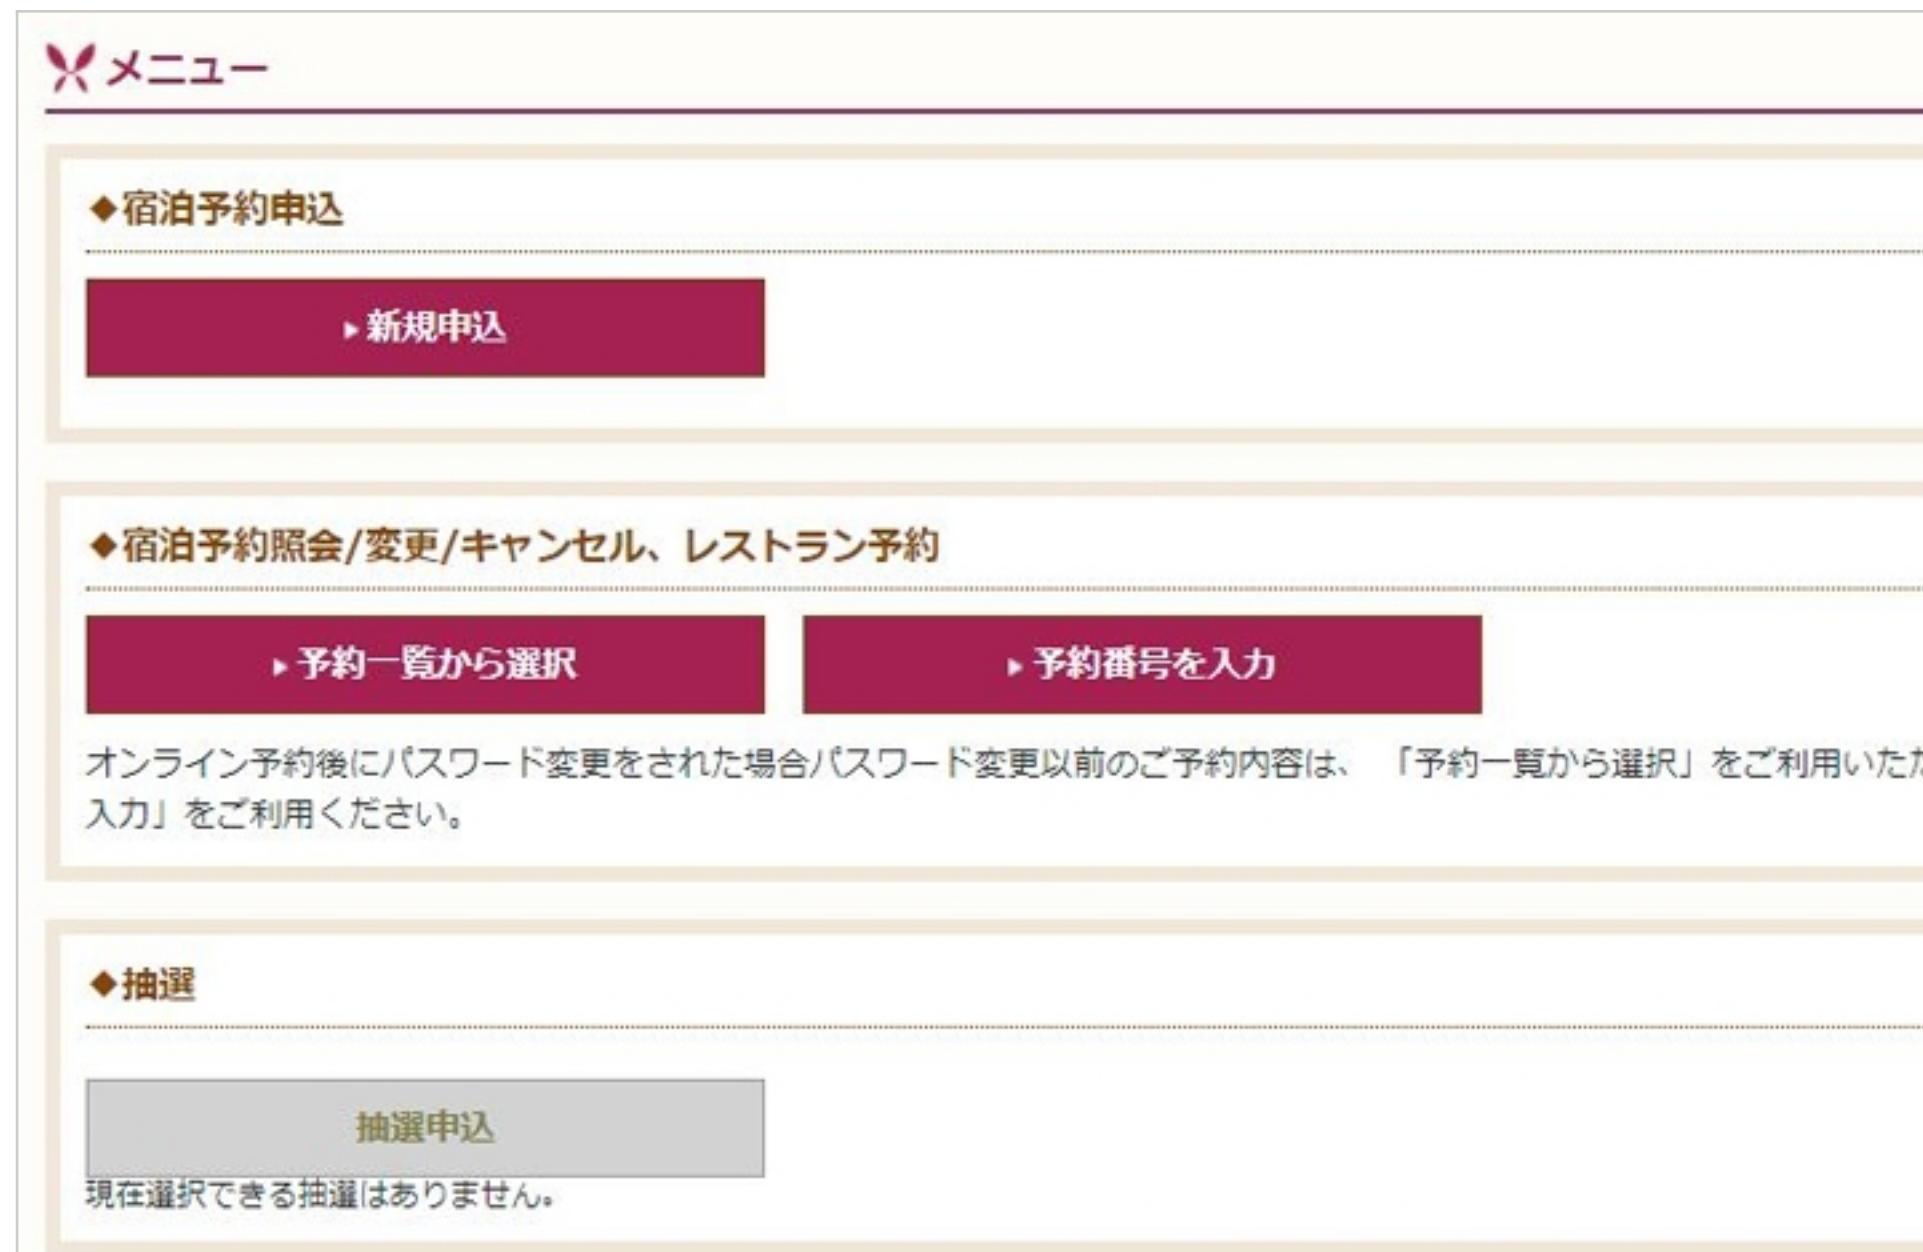 メニュー
◆宿泊予約申込
▶新規申込
◆宿泊予約照会/変更/キャンセル、レストラン予約
▶予約一覧から選択
▶予約番号を入力
オンライン予約後にパスワード変更をされた場合パスワード変更以前のご予約内容は、 「予約一覧から選択」をご利用いただ
入力」をご利用ください。
◆抽選
抽選申込
現在選択できる抽選はありません。